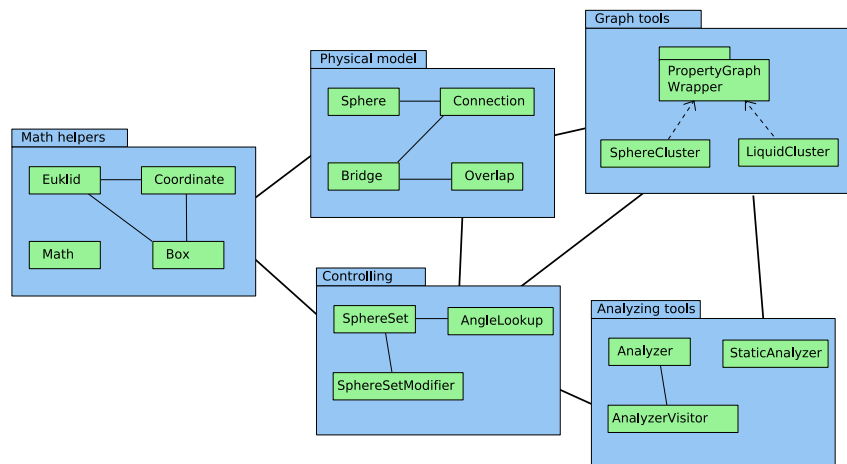 Graph tools
PropertyGraph
Wrapper
SphereCluster
LiquidCluster
Physical model
Sphere
Connection
Bridge
Overlap
Math helpers
Euklid
Coordinate
Math
Box
Controlling
SphereSet
AngleLookup
SphereSetModifier
Analyzing tools
Analyzer
StaticAnalyzer
AnalyzerVisitor